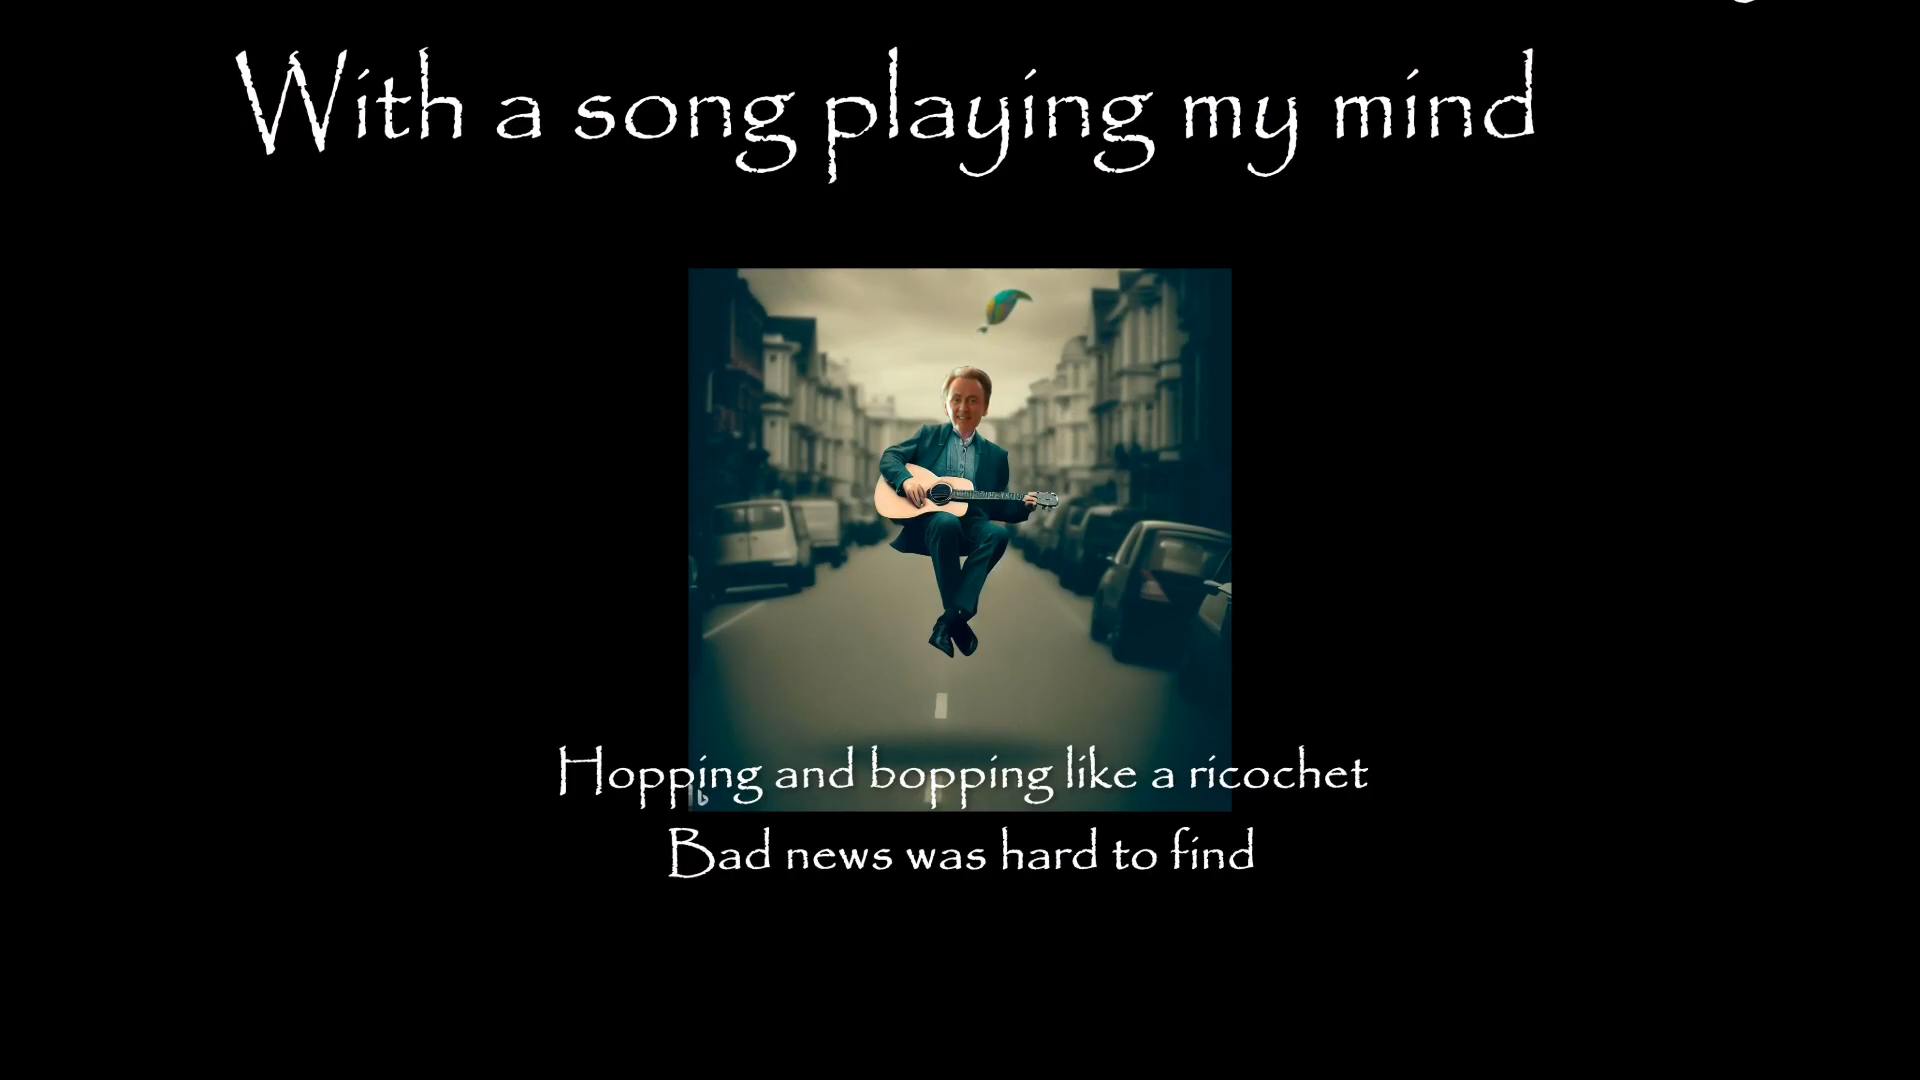 With a song playing my mind
Hopping and bopping like a ricochet
Bad news was hard to find